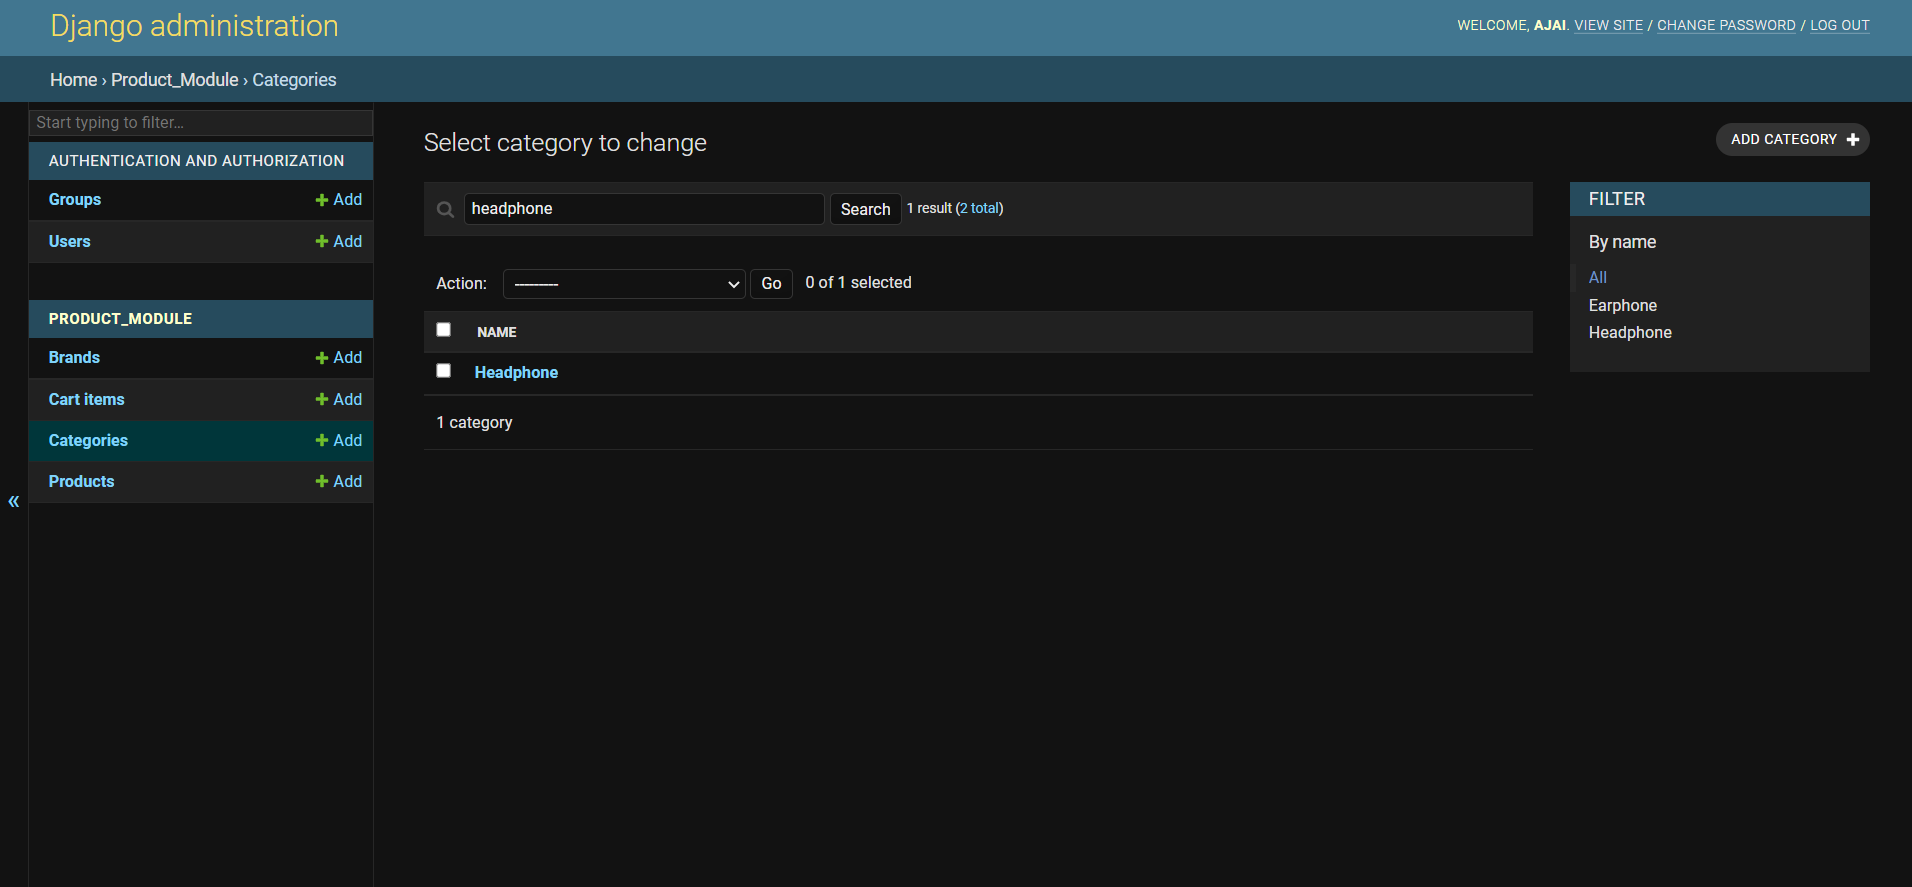 Django administration
WELCOME, AJAI. VIEW SITE / CHANGE PASSWORD / LOG OUT
Home › Product_Module › Categories
Start typing to filter…
AUTHENTICATION AND AUTHORIZATION
Groups + Add
Users + Add
PRODUCT_MODULE
Brands + Add
Cart items + Add
Categories + Add
Products + Add
«
Select category to change
ADD CATEGORY +
headphone Search 1 result (2 total)
Action: --------- Go 0 of 1 selected
NAME
Headphone
1 category
FILTER
By name
All
Earphone
Headphone